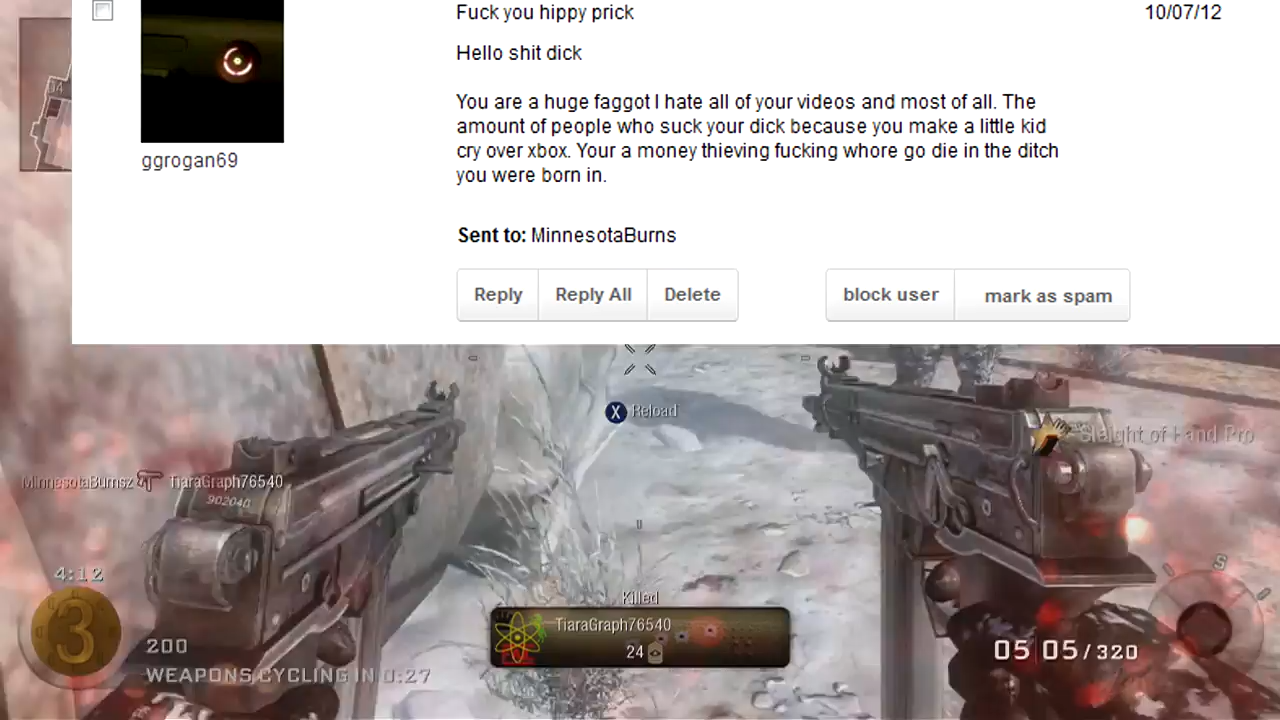 Fuck you hippy prick
10/07/12
Hello shit dick
You are a huge faggot I hate all of your videos and most of all. The
amount of people who suck your dick because you make a little kid
cry over xbox. Your a money thieving fucking whore go die in the ditch
you were born in.
ggrogan69
Sent to: MinnesotaBurns
Reply Reply All Delete block user mark as spam
X Reload
Sleight of Hand Pro
MinnesotaBurnsz TiaraGraph76540
902040
4:12
3
200
WEAPONS CYCLING IN 0:27
Killed
TiaraGraph76540
24
S
05 05 / 320